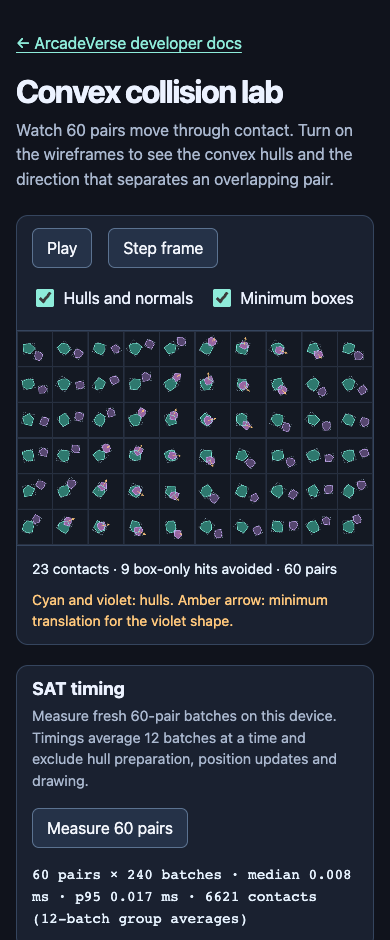 ← ArcadeVerse developer docs
Convex collision lab
Watch 60 pairs move through contact. Turn on
the wireframes to see the convex hulls and the
direction that separates an overlapping pair.
Play
Step frame
Hulls and normals
Minimum boxes
23 contacts · 9 box-only hits avoided · 60 pairs
Cyan and violet: hulls. Amber arrow: minimum
translation for the violet shape.
SAT timing
Measure fresh 60-pair batches on this device.
Timings average 12 batches at a time and
exclude hull preparation, position updates and
drawing.
Measure 60 pairs
60 pairs × 240 batches · median 0.008
ms · p95 0.017 ms · 6621 contacts
(12-batch group averages)